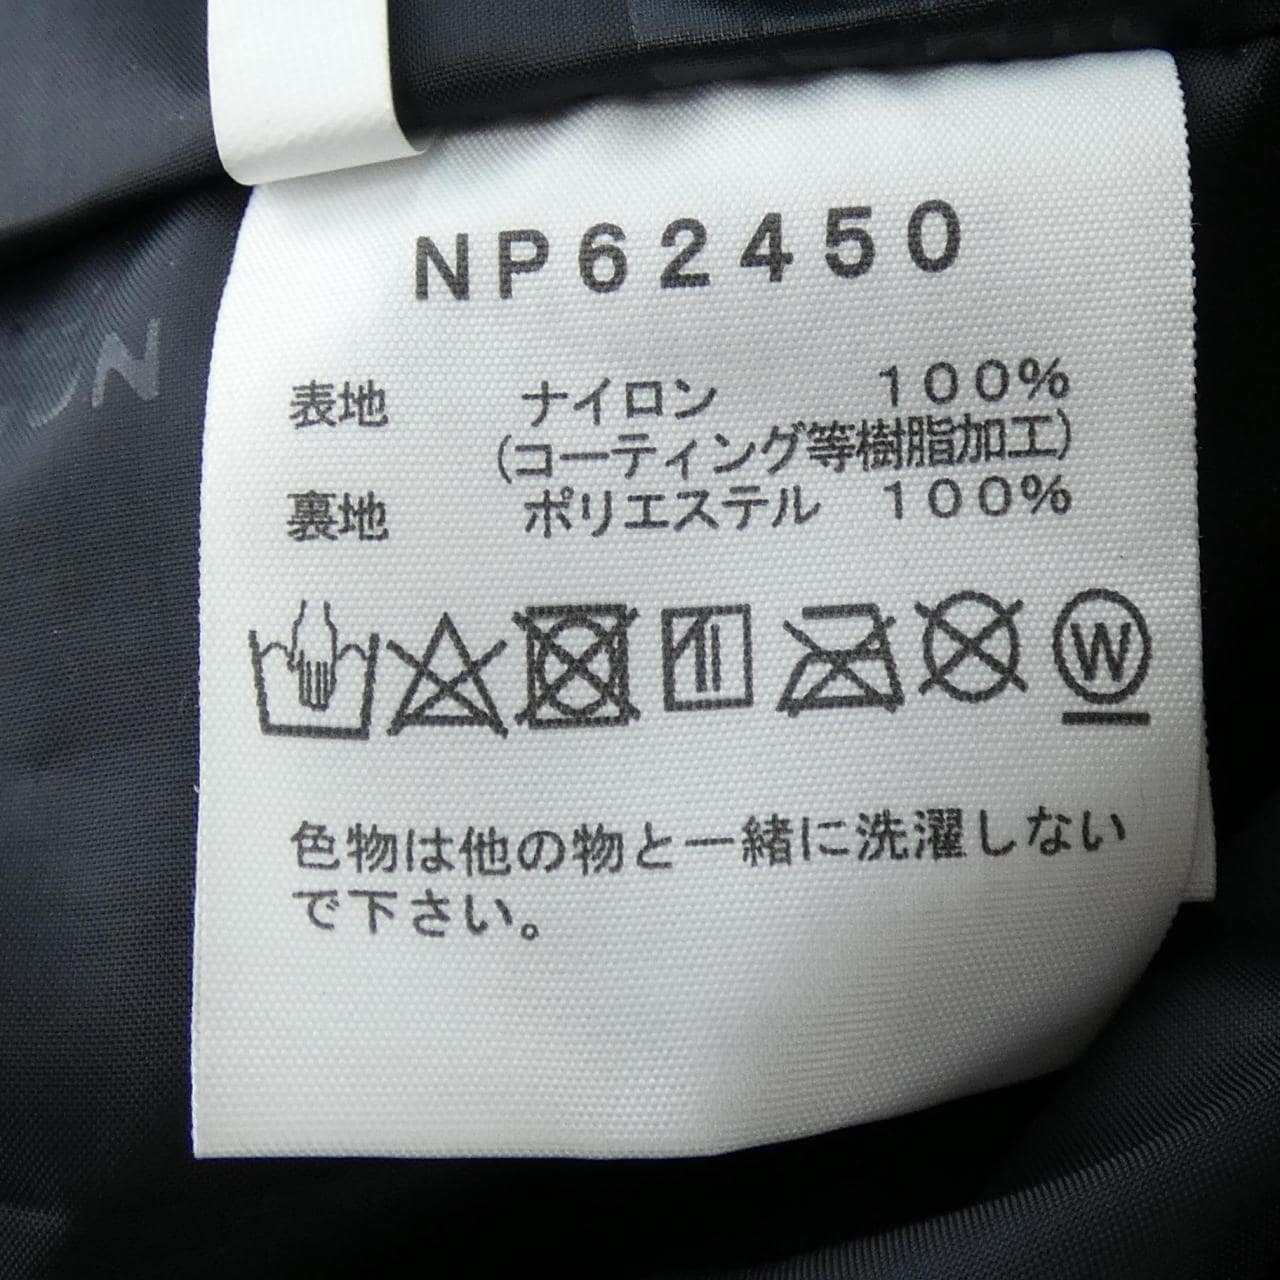 NP62450
表地 ナイロン 100%
(コーティング等樹脂加工)
裏地 ポリエステル 100%
W
色物は他の物と一緒に洗濯しない
で下さい。